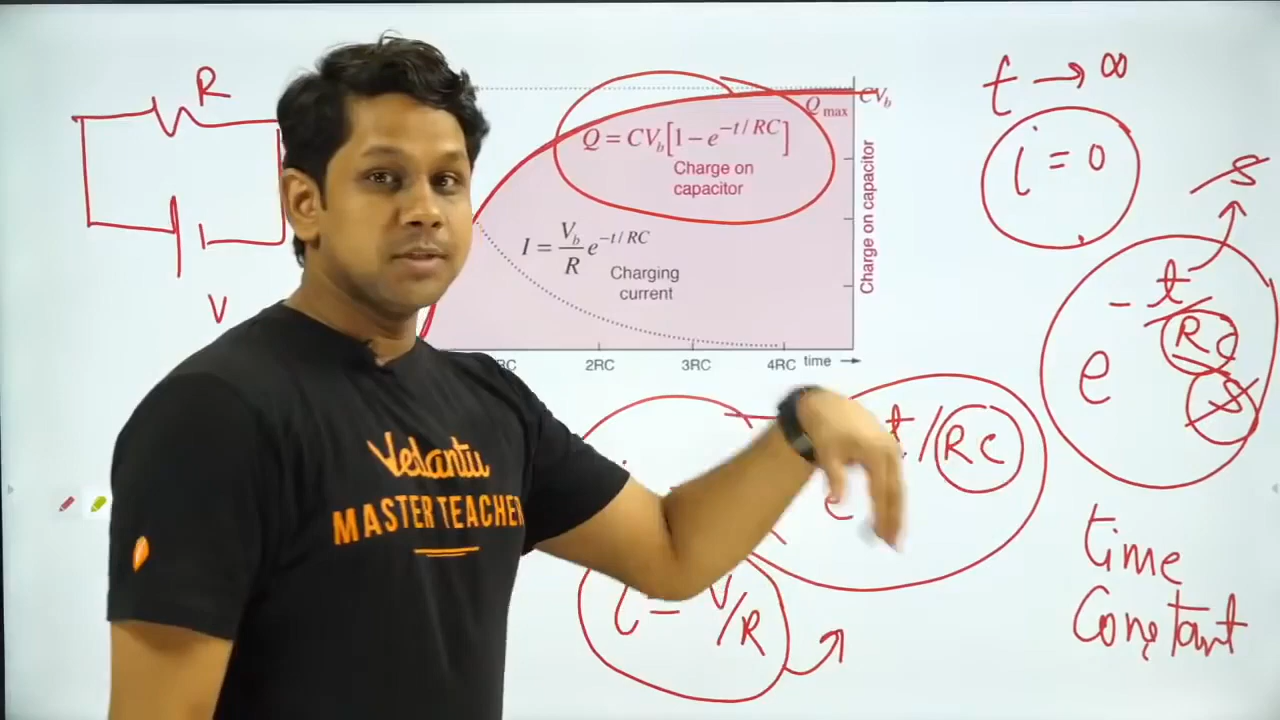 R
V
Q = CV_b[1 - e^{-t/RC}]
Charge on
capacitor
Q_max
CV_b
Charge on capacitor
I = V_b/R e^{-t/RC}
Charging
current
RC
2RC
3RC
4RC
time
t → ∞
i = 0
s
e^{-t/RC}
s
t/RC
e
i = V/R
time
Constant
Vedantu
MASTER TEACHER